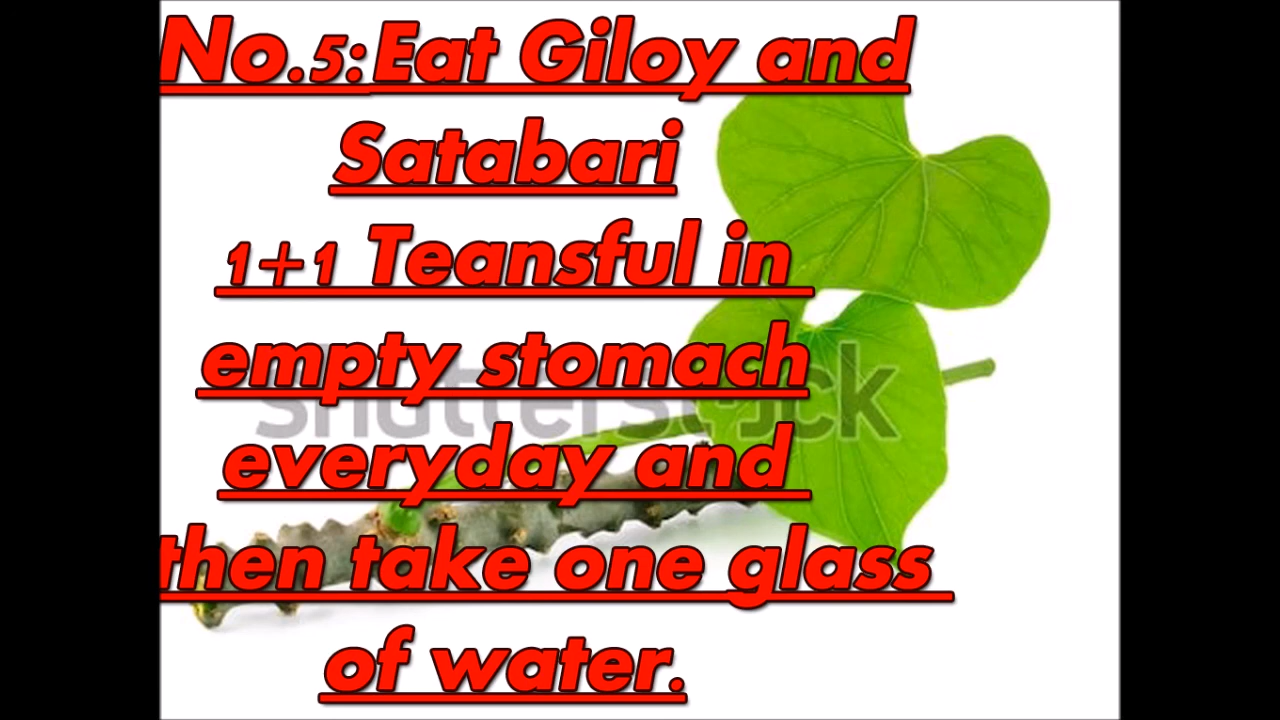 No.5:Eat Giloy and
Satabari
1+1 Teansful in
empty stomach
shutterstock
everyday and
then take one glass
of water.